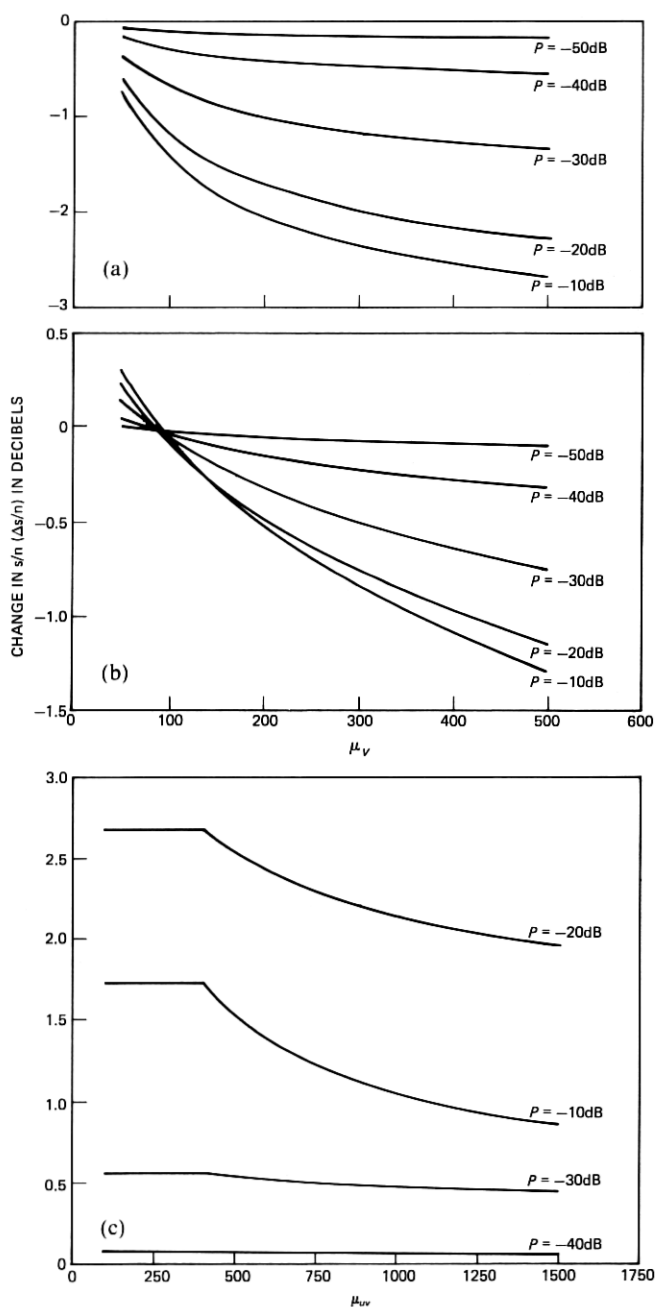 0
−1
−2
−3
P = −50dB
P = −40dB
P = −30dB
P = −20dB
P = −10dB
(a)
CHANGE IN s/n (Δs/n) IN DECIBELS
0.5
0
−0.5
−1.0
−1.5
P = −50dB
P = −40dB
P = −30dB
P = −20dB
P = −10dB
(b)
0 100 200 300 400 500 600
μv
3.0
2.5
2.0
1.5
1.0
0.5
0
P = −20dB
P = −10dB
P = −30dB
P = −40dB
(c)
0 250 500 750 1000 1250 1500 1750
μuv